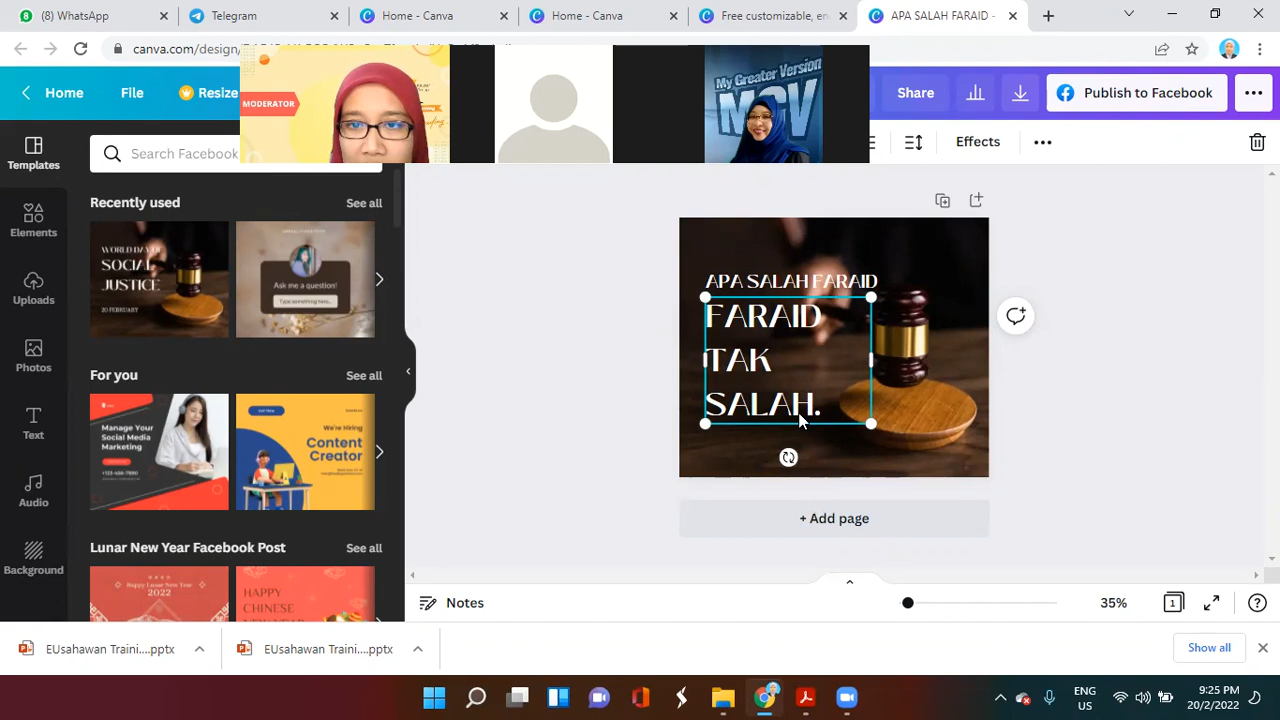 (8) WhatsApp
Telegram
Home - Canva
Home - Canva
Free customizable, en
APA SALAH FARAID -
canva.com/design/
My Greater Version
MGV
MODERATOR
Home
File
Resize
Share
Publish to Facebook
Templates
Search Facebook
Effects
Elements
Uploads
Photos
Text
Audio
Background
Recently used
See all
WORLD DAY OF
SOCIAL
JUSTICE
20 FEBRUARY
Ask me a question!
Type something here...
For you
See all
Manage Your
Social Media
Marketing
We're Hiring
Content
Creator
Lunar New Year Facebook Post
See all
Happy Lunar New Year
2022
HAPPY
CHINESE
NEW YEAR
APA SALAH FARAID
FARAID
TAK
SALAH.
+ Add page
Notes
35%
1
EUsahawan Traini....pptx
EUsahawan Traini....pptx
Show all
ENG
US
9:25 PM
20/2/2022